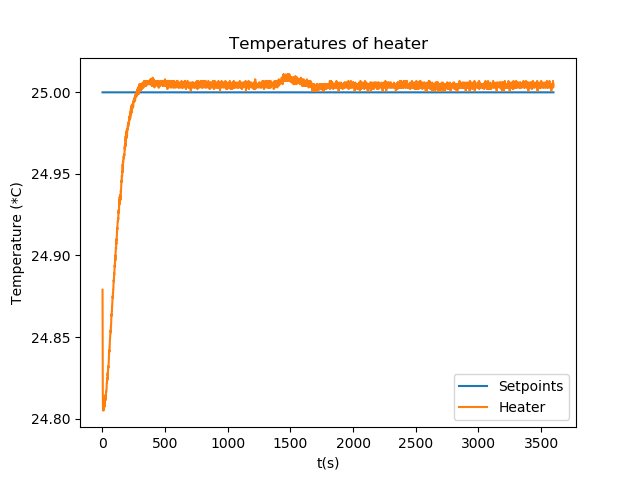 Temperatures of heater
Temperature (*C)
25.00
24.95
24.90
24.85
24.80
0 500 1000 1500 2000 2500 3000 3500
t(s)
Setpoints
Heater